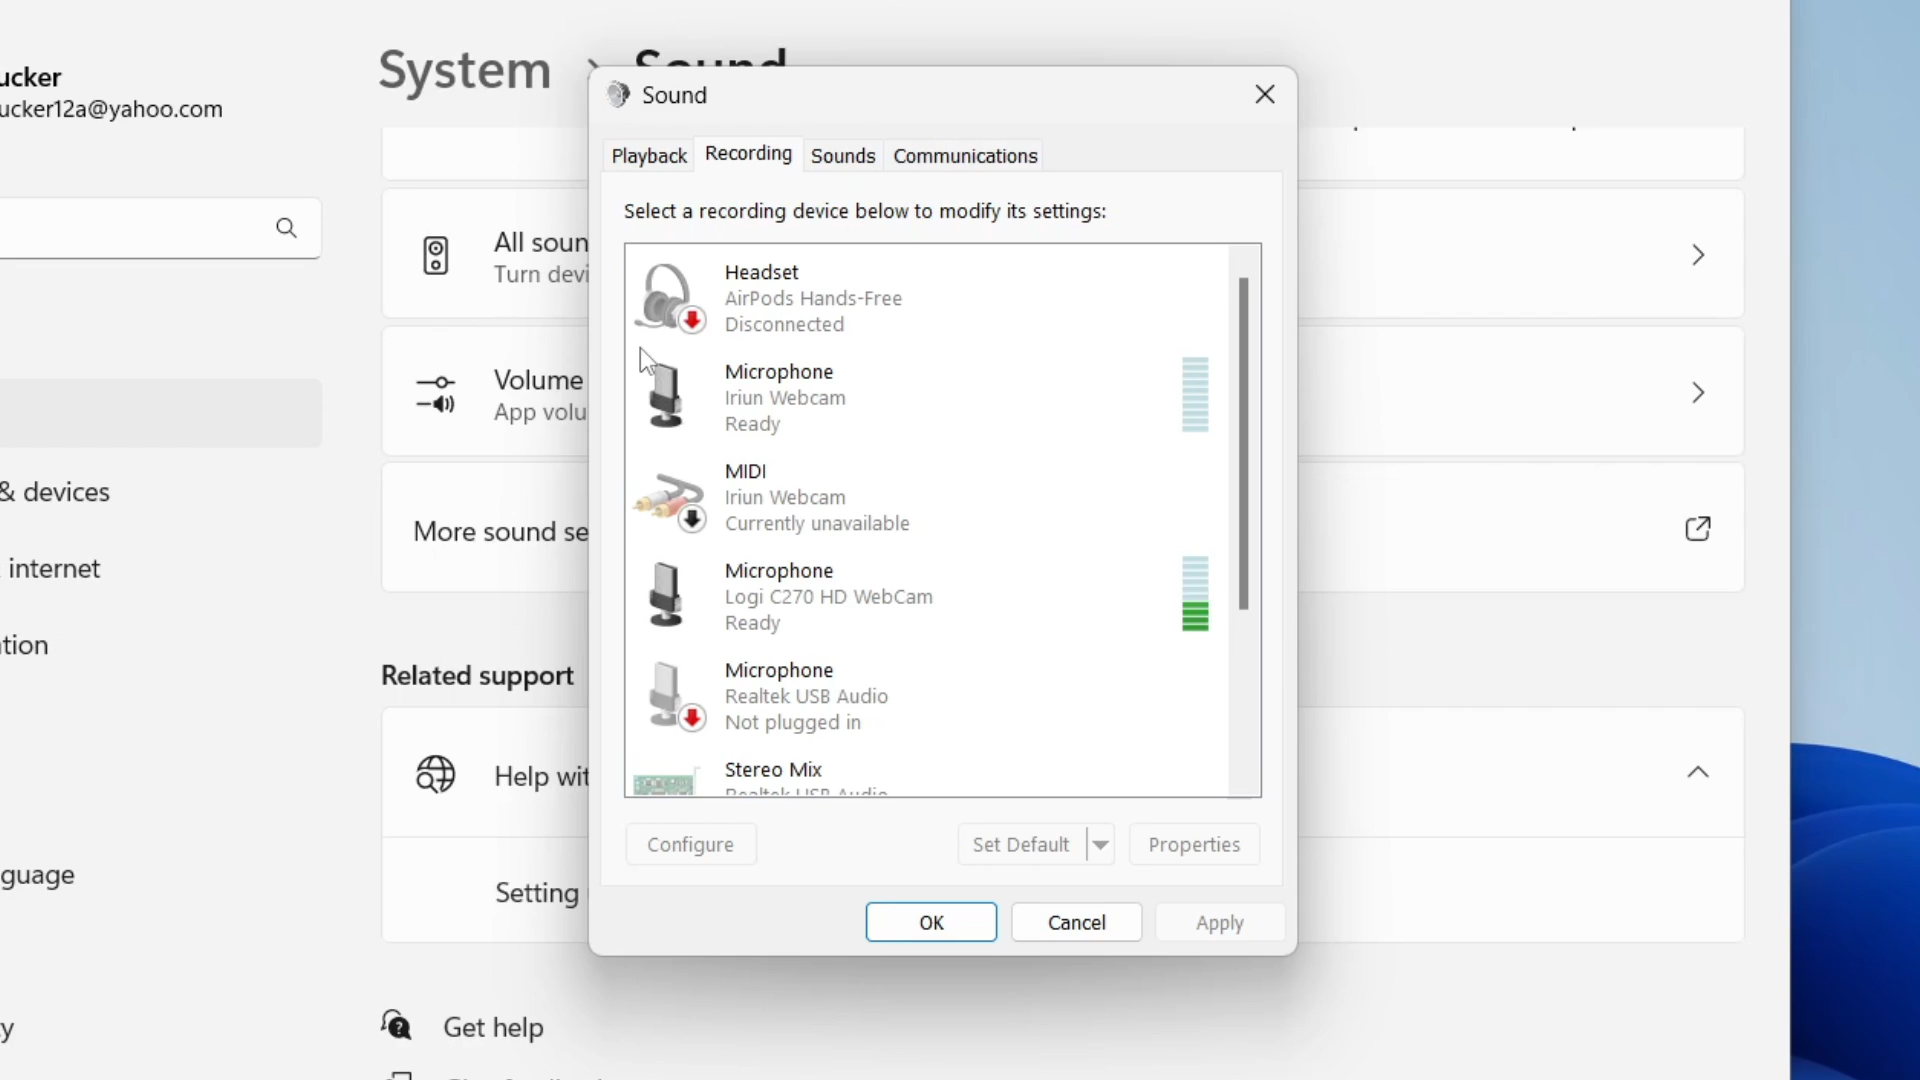 System > Sound
ucker
ucker12a@yahoo.com
& devices
internet
tion
guage
y
All soun
Turn devi
Volume
App volu
More sound se
Related support
Help wit
Setting
Get help
Sound
Playback
Recording
Sounds
Communications
Select a recording device below to modify its settings:
Headset
AirPods Hands-Free
Disconnected
Microphone
Iriun Webcam
Ready
MIDI
Iriun Webcam
Currently unavailable
Microphone
Logi C270 HD WebCam
Ready
Microphone
Realtek USB Audio
Not plugged in
Stereo Mix
Realtek USB Audio
Configure
Set Default
Properties
OK
Cancel
Apply